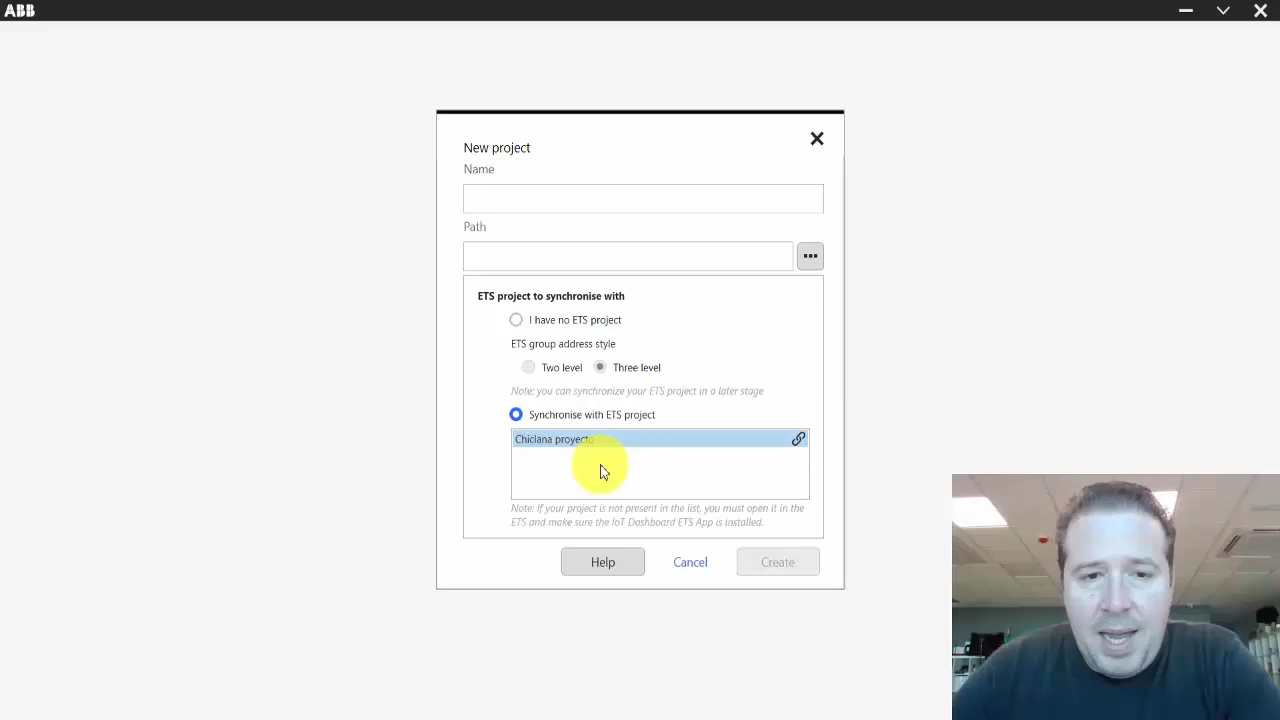 ABB
New project
Name
Path
ETS project to synchronise with
I have no ETS project
ETS group address style
Two level
Three level
Note: you can synchronize your ETS project in a later stage
Synchronise with ETS project
Chiclana proyecto
Note: If your project is not present in the list, you must open it in the
ETS and make sure the IoT Dashboard ETS App is installed.
Help
Cancel
Create